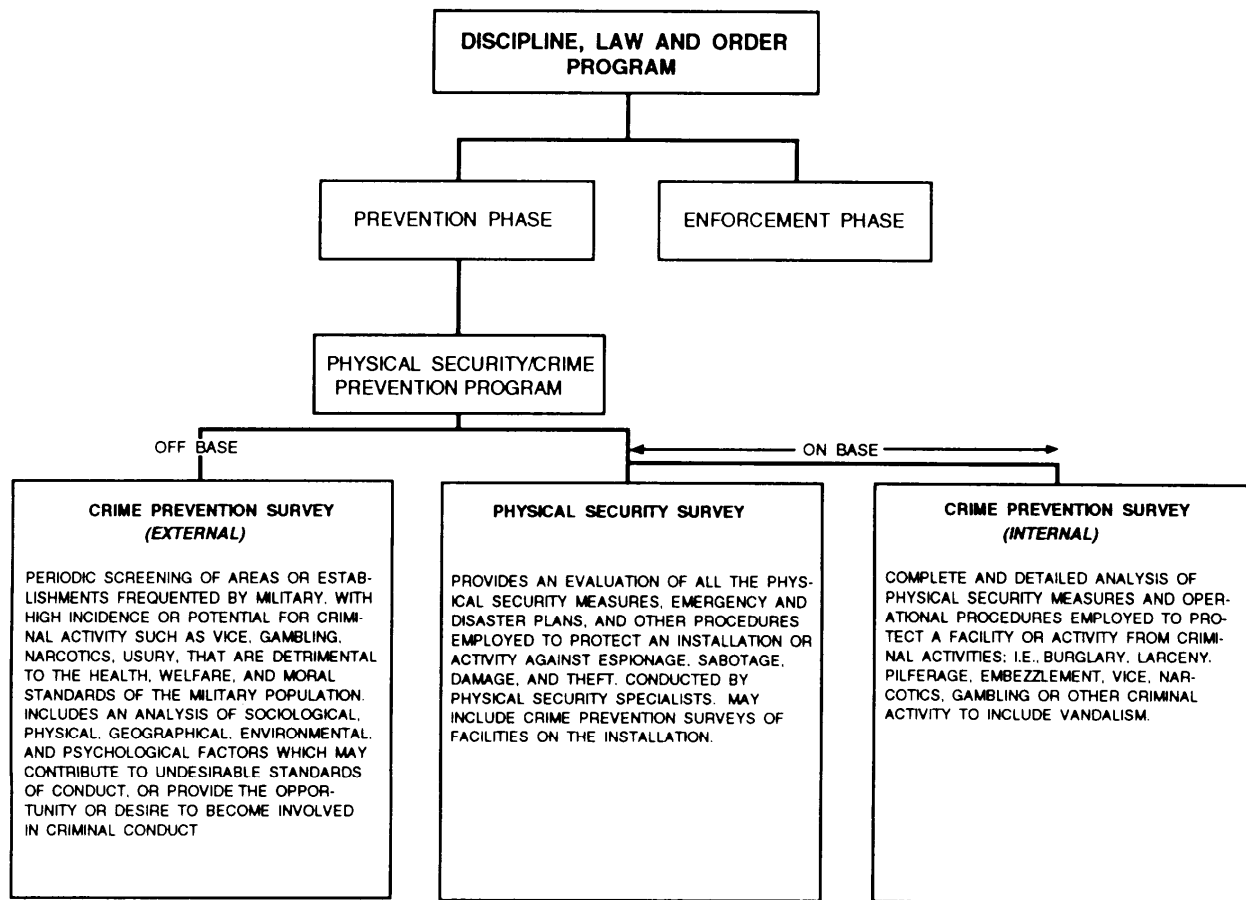 DISCIPLINE, LAW AND ORDER
PROGRAM
PREVENTION PHASE
ENFORCEMENT PHASE
PHYSICAL SECURITY/CRIME
PREVENTION PROGRAM
OFF BASE
ON BASE
CRIME PREVENTION SURVEY
(EXTERNAL)
PERIODIC SCREENING OF AREAS OR ESTAB-
LISHMENTS FREQUENTED BY MILITARY, WITH
HIGH INCIDENCE OR POTENTIAL FOR CRIMI-
NAL ACTIVITY SUCH AS VICE, GAMBLING,
NARCOTICS, USURY, THAT ARE DETRIMENTAL
TO THE HEALTH, WELFARE, AND MORAL
STANDARDS OF THE MILITARY POPULATION.
INCLUDES AN ANALYSIS OF SOCIOLOGICAL,
PHYSICAL, GEOGRAPHICAL, ENVIRONMENTAL,
AND PSYCHOLOGICAL FACTORS WHICH MAY
CONTRIBUTE TO UNDESIRABLE STANDARDS
OF CONDUCT, OR PROVIDE THE OPPOR-
TUNITY OR DESIRE TO BECOME INVOLVED
IN CRIMINAL CONDUCT
PHYSICAL SECURITY SURVEY
PROVIDES AN EVALUATION OF ALL THE PHYS-
ICAL SECURITY MEASURES, EMERGENCY AND
DISASTER PLANS, AND OTHER PROCEDURES
EMPLOYED TO PROTECT AN INSTALLATION OR
ACTIVITY AGAINST ESPIONAGE, SABOTAGE,
DAMAGE, AND THEFT. CONDUCTED BY
PHYSICAL SECURITY SPECIALISTS. MAY
INCLUDE CRIME PREVENTION SURVEYS OF
FACILITIES ON THE INSTALLATION.
CRIME PREVENTION SURVEY
(INTERNAL)
COMPLETE AND DETAILED ANALYSIS OF
PHYSICAL SECURITY MEASURES AND OPER-
ATIONAL PROCEDURES EMPLOYED TO PRO-
TECT A FACILITY OR ACTIVITY FROM CRIMI-
NAL ACTIVITIES; I.E., BURGLARY, LARCENY,
PILFERAGE, EMBEZZLEMENT, VICE, NAR-
COTICS, GAMBLING OR OTHER CRIMINAL
ACTIVITY TO INCLUDE VANDALISM.